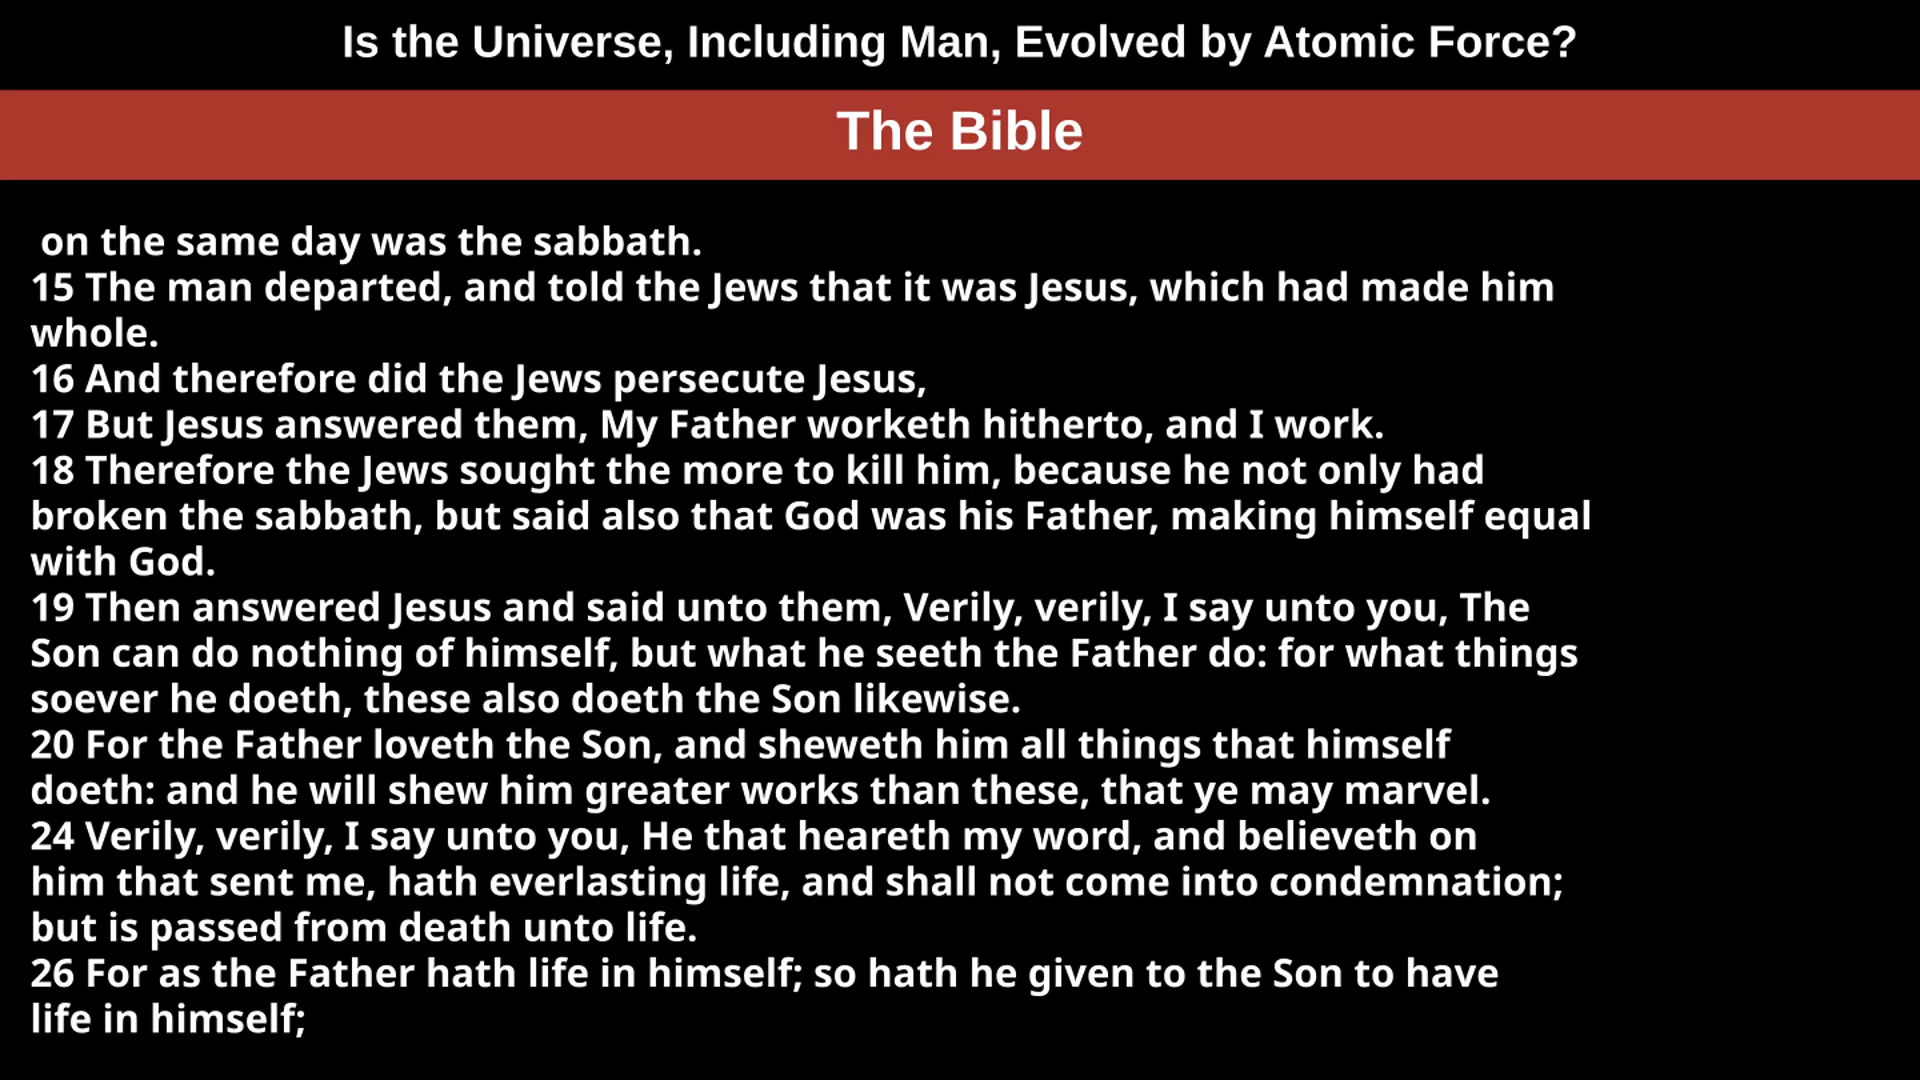 Is the Universe, Including Man, Evolved by Atomic Force?
The Bible
on the same day was the sabbath.
15 The man departed, and told the Jews that it was Jesus, which had made him
whole.
16 And therefore did the Jews persecute Jesus,
17 But Jesus answered them, My Father worketh hitherto, and I work.
18 Therefore the Jews sought the more to kill him, because he not only had
broken the sabbath, but said also that God was his Father, making himself equal
with God.
19 Then answered Jesus and said unto them, Verily, verily, I say unto you, The
Son can do nothing of himself, but what he seeth the Father do: for what things
soever he doeth, these also doeth the Son likewise.
20 For the Father loveth the Son, and sheweth him all things that himself
doeth: and he will shew him greater works than these, that ye may marvel.
24 Verily, verily, I say unto you, He that heareth my word, and believeth on
him that sent me, hath everlasting life, and shall not come into condemnation;
but is passed from death unto life.
26 For as the Father hath life in himself; so hath he given to the Son to have
life in himself;